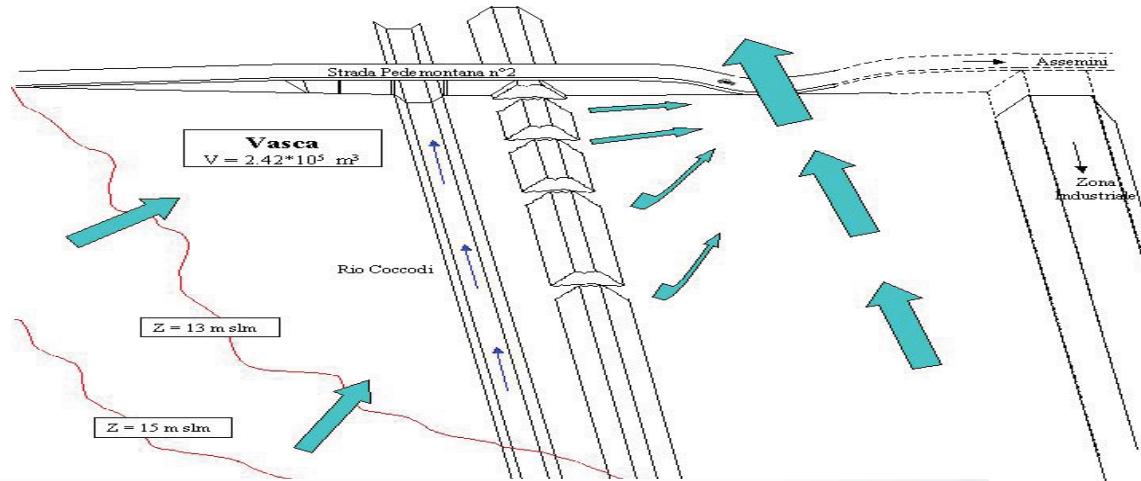 Strada Pedemontana n°2
Assemini
Vasca
V = 2.42*10⁵ m³
Zona
Industriale
Rio Coccodi
Z = 13 m slm
Z = 15 m slm